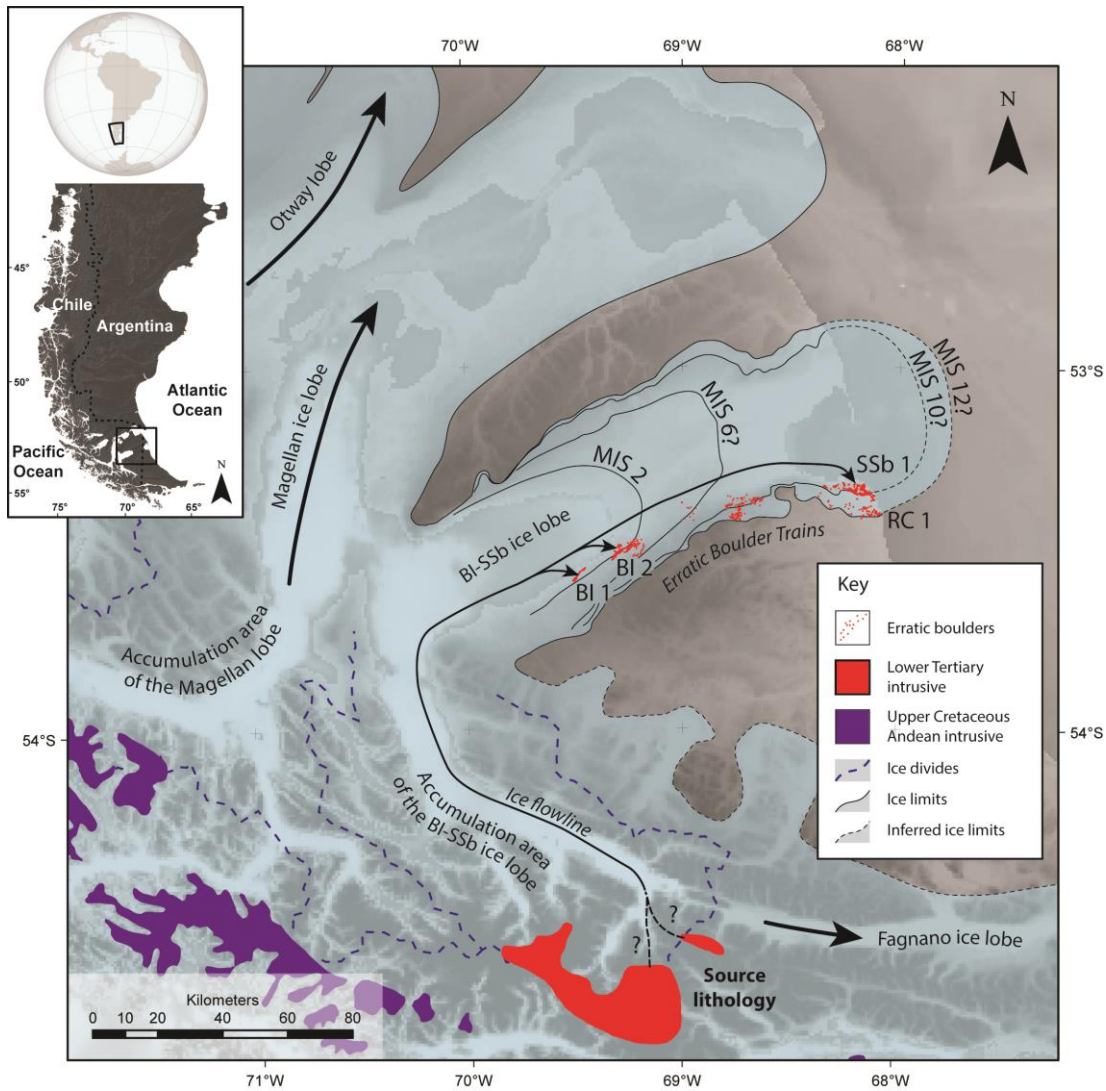 70°W
69°W
68°W
N
Otway lobe
45°
Chile
Argentina
50°
Atlantic
Ocean
Pacific
Ocean
N
55°
75°
70°
65°
Magellan ice lobe
53°S
MIS 12?
MIS 10?
MIS 6?
MIS 2
SSb 1
RC 1
BI-SSb ice lobe
BI 2
BI 1
Erratic Boulder Trains
Accumulation area
of the Magellan lobe
Key
Erratic boulders
Lower Tertiary
intrusive
Upper Cretaceous
Andean intrusive
Ice divides
Ice limits
Inferred ice limits
54°S
54°S
Ice flowline
Accumulation area
of the BI-SSb ice lobe
?
?
Fagnano ice lobe
Source
lithology
Kilometers
0 10 20 40 60 80
71°W
70°W
69°W
68°W